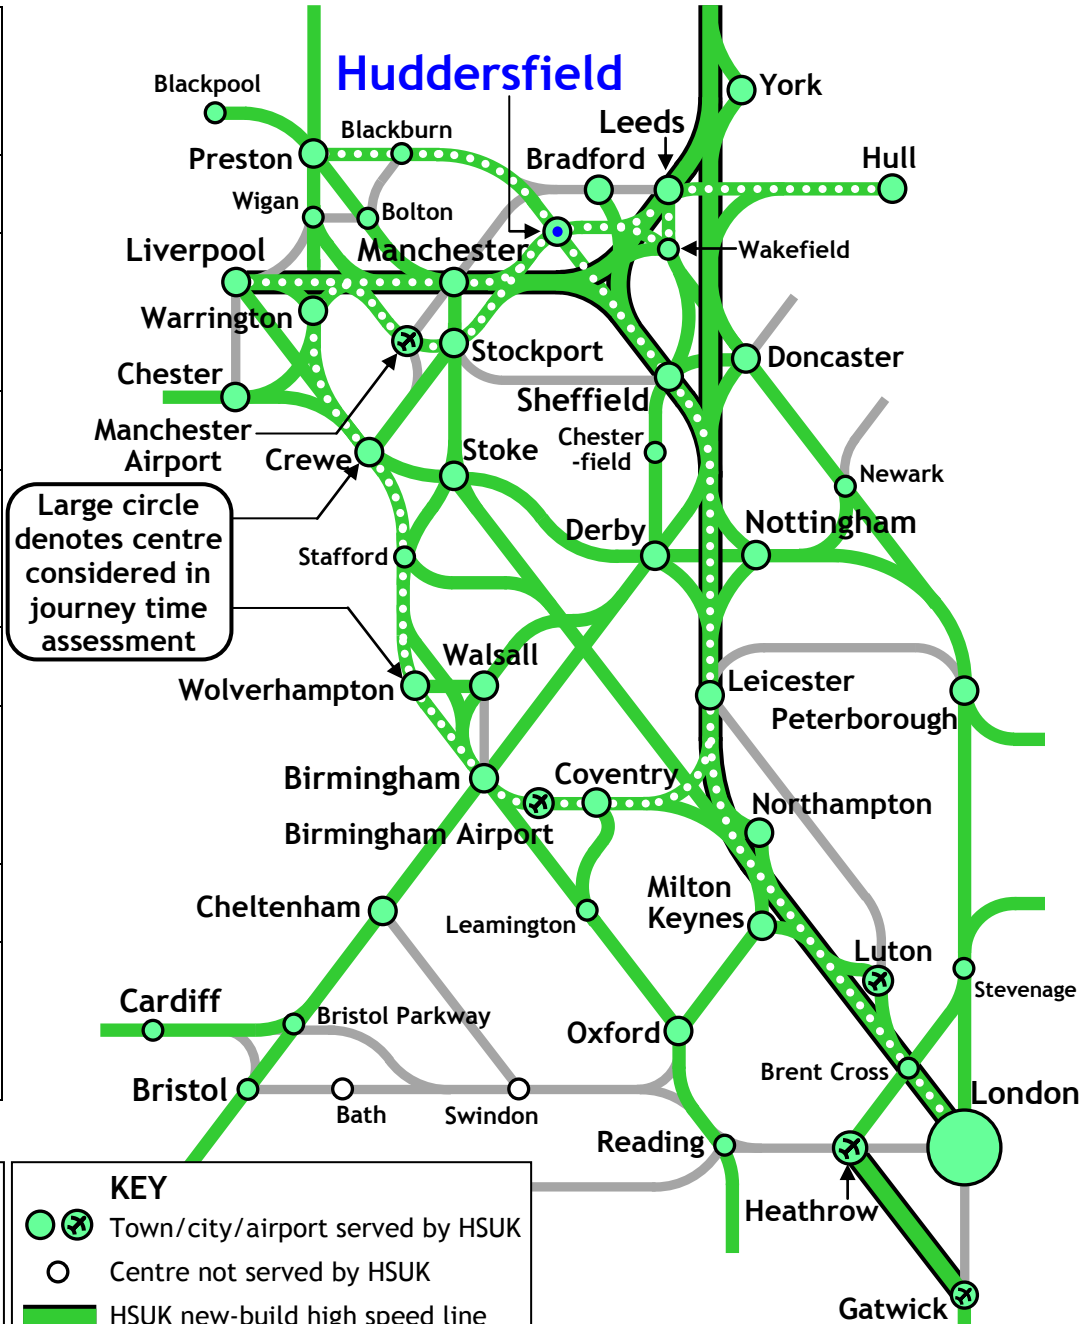 Huddersfield
York
Blackpool
Leeds
Blackburn
Bradford
Hull
Preston
Wigan
Bolton
Liverpool
Manchester
Wakefield
Warrington
Stockport
Doncaster
Chester
Sheffield
Manchester
Airport
Crewe
Stoke
Chester
-field
Newark
Large circle
denotes centre
considered in
journey time
assessment
Derby
Nottingham
Stafford
Walsall
Wolverhampton
Leicester
Peterborough
Birmingham
Coventry
Northampton
Birmingham Airport
Milton
Keynes
Cheltenham
Leamington
Luton
Stevenage
Cardiff
Bristol Parkway
Oxford
Brent Cross
London
Bristol
Bath
Swindon
Reading
Heathrow
Gatwick
KEY
Town/city/airport served by HSUK
Centre not served by HSUK
HSUK new-build high speed line